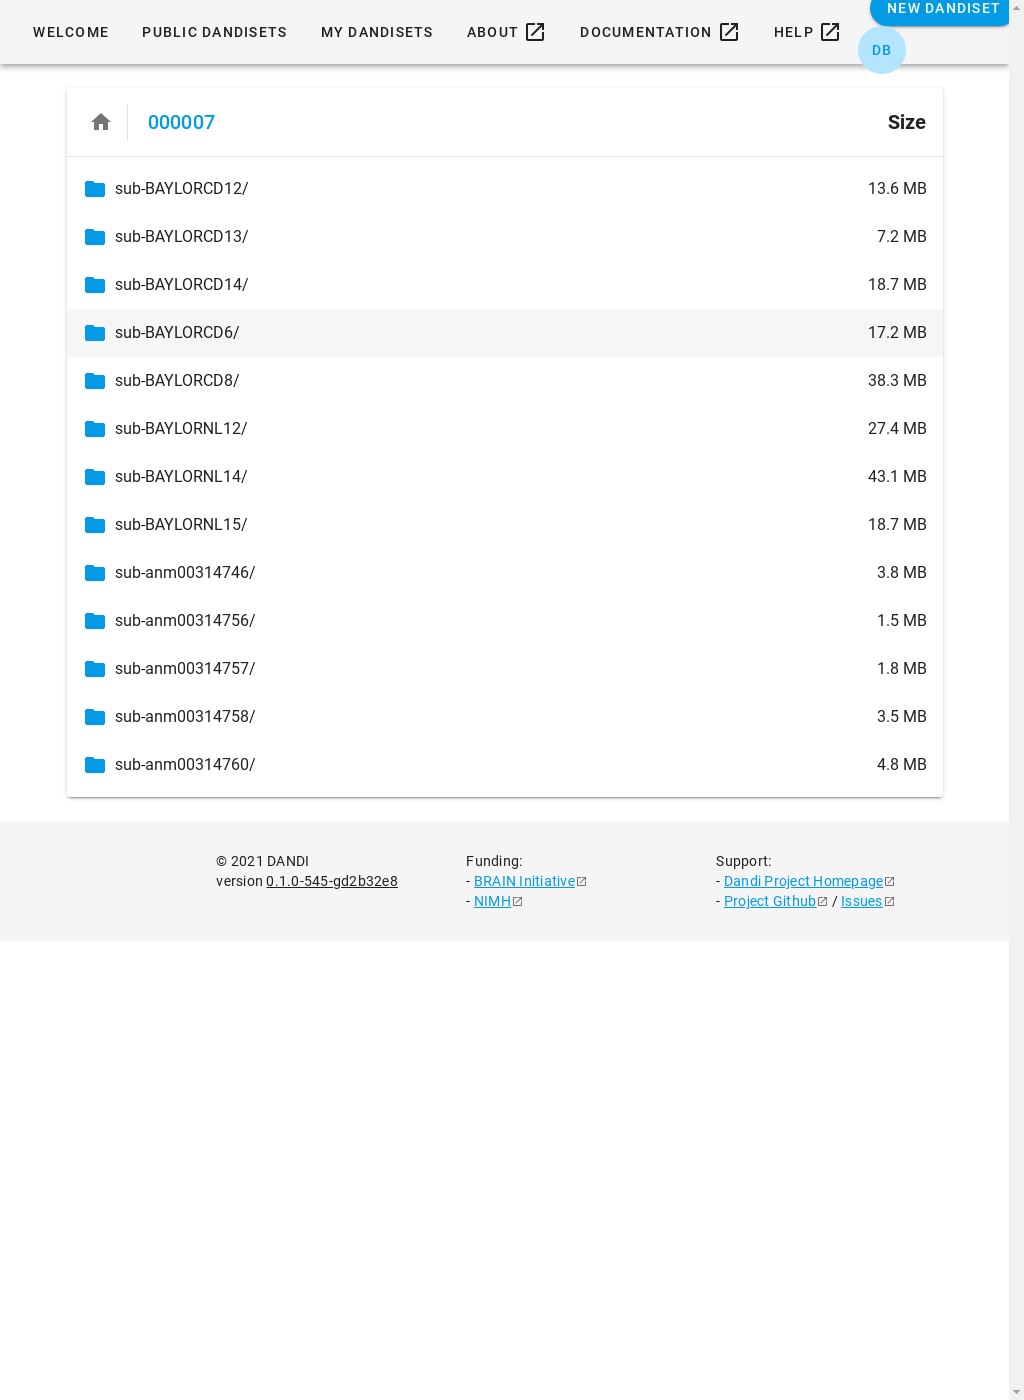 WELCOME PUBLIC DANDISETS MY DANDISETS ABOUT DOCUMENTATION HELP NEW DANDISET
DB
000007 Size
sub-BAYLORCD12/ 13.6 MB
sub-BAYLORCD13/ 7.2 MB
sub-BAYLORCD14/ 18.7 MB
sub-BAYLORCD6/ 17.2 MB
sub-BAYLORCD8/ 38.3 MB
sub-BAYLORNL12/ 27.4 MB
sub-BAYLORNL14/ 43.1 MB
sub-BAYLORNL15/ 18.7 MB
sub-anm00314746/ 3.8 MB
sub-anm00314756/ 1.5 MB
sub-anm00314757/ 1.8 MB
sub-anm00314758/ 3.5 MB
sub-anm00314760/ 4.8 MB
© 2021 DANDI
version 0.1.0-545-gd2b32e8
Funding:
- BRAIN Initiative
- NIMH
Support:
- Dandi Project Homepage
- Project Github / Issues